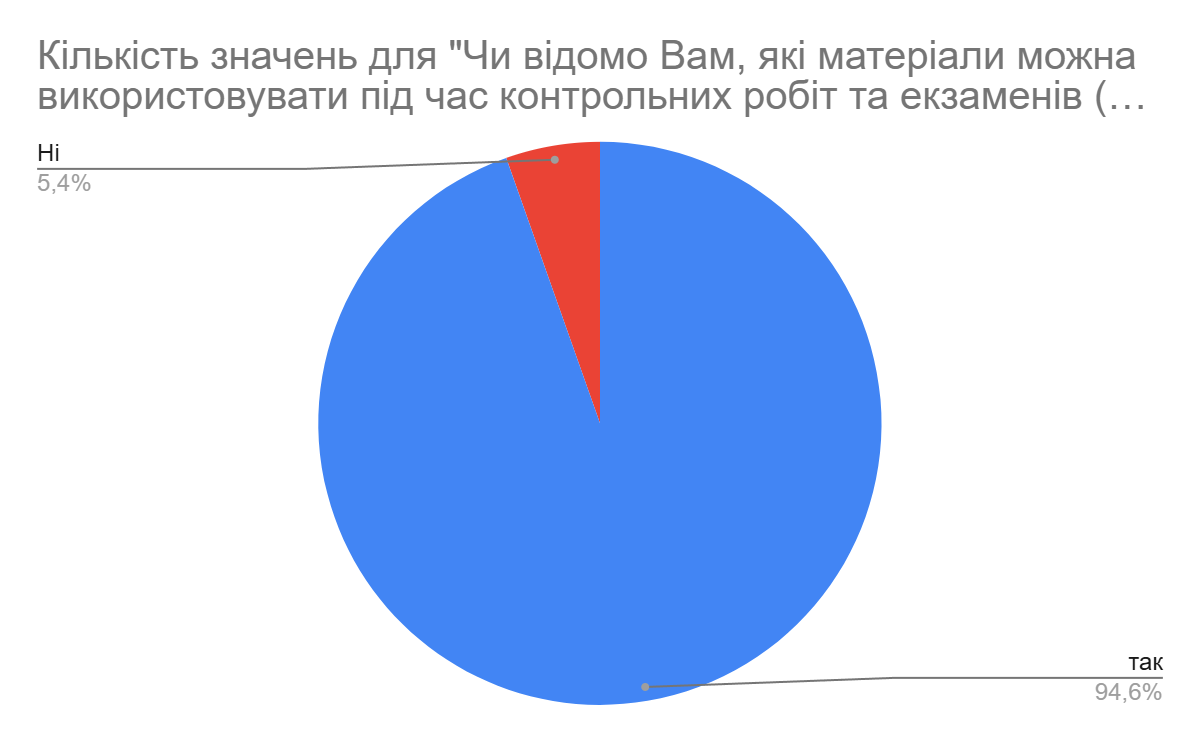 Кількість значень для "Чи відомо Вам, які матеріали можна
використовувати під час контрольних робіт та екзаменів (…
Ні
5,4%
так
94,6%